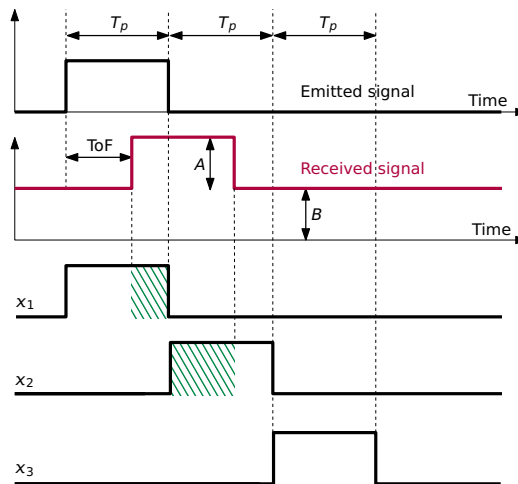 Tp Tp Tp
Emitted signal
Time
ToF
A
Received signal
B
Time
x1
x2
x3